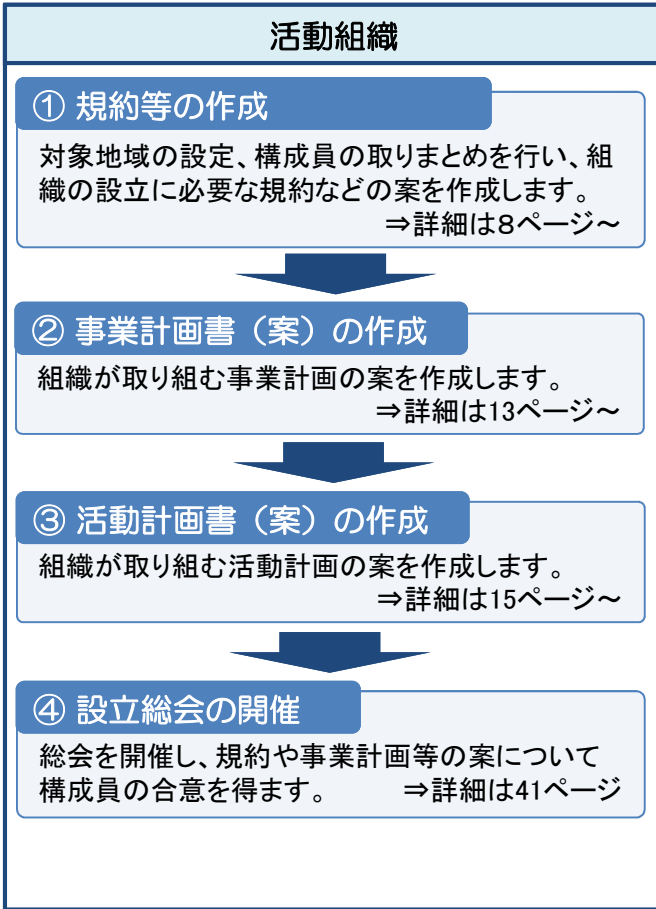 活動組織
① 規約等の作成
対象地域の設定、構成員の取りまとめを行い、組
織の設立に必要な規約などの案を作成します。
⇒詳細は８ページ～
② 事業計画書（案）の作成
組織が取り組む事業計画の案を作成します。
⇒詳細は13ページ～
③ 活動計画書（案）の作成
組織が取り組む活動計画の案を作成します。
⇒詳細は15ページ～
④ 設立総会の開催
総会を開催し、規約や事業計画等の案について
構成員の合意を得ます。　⇒詳細は41ページ